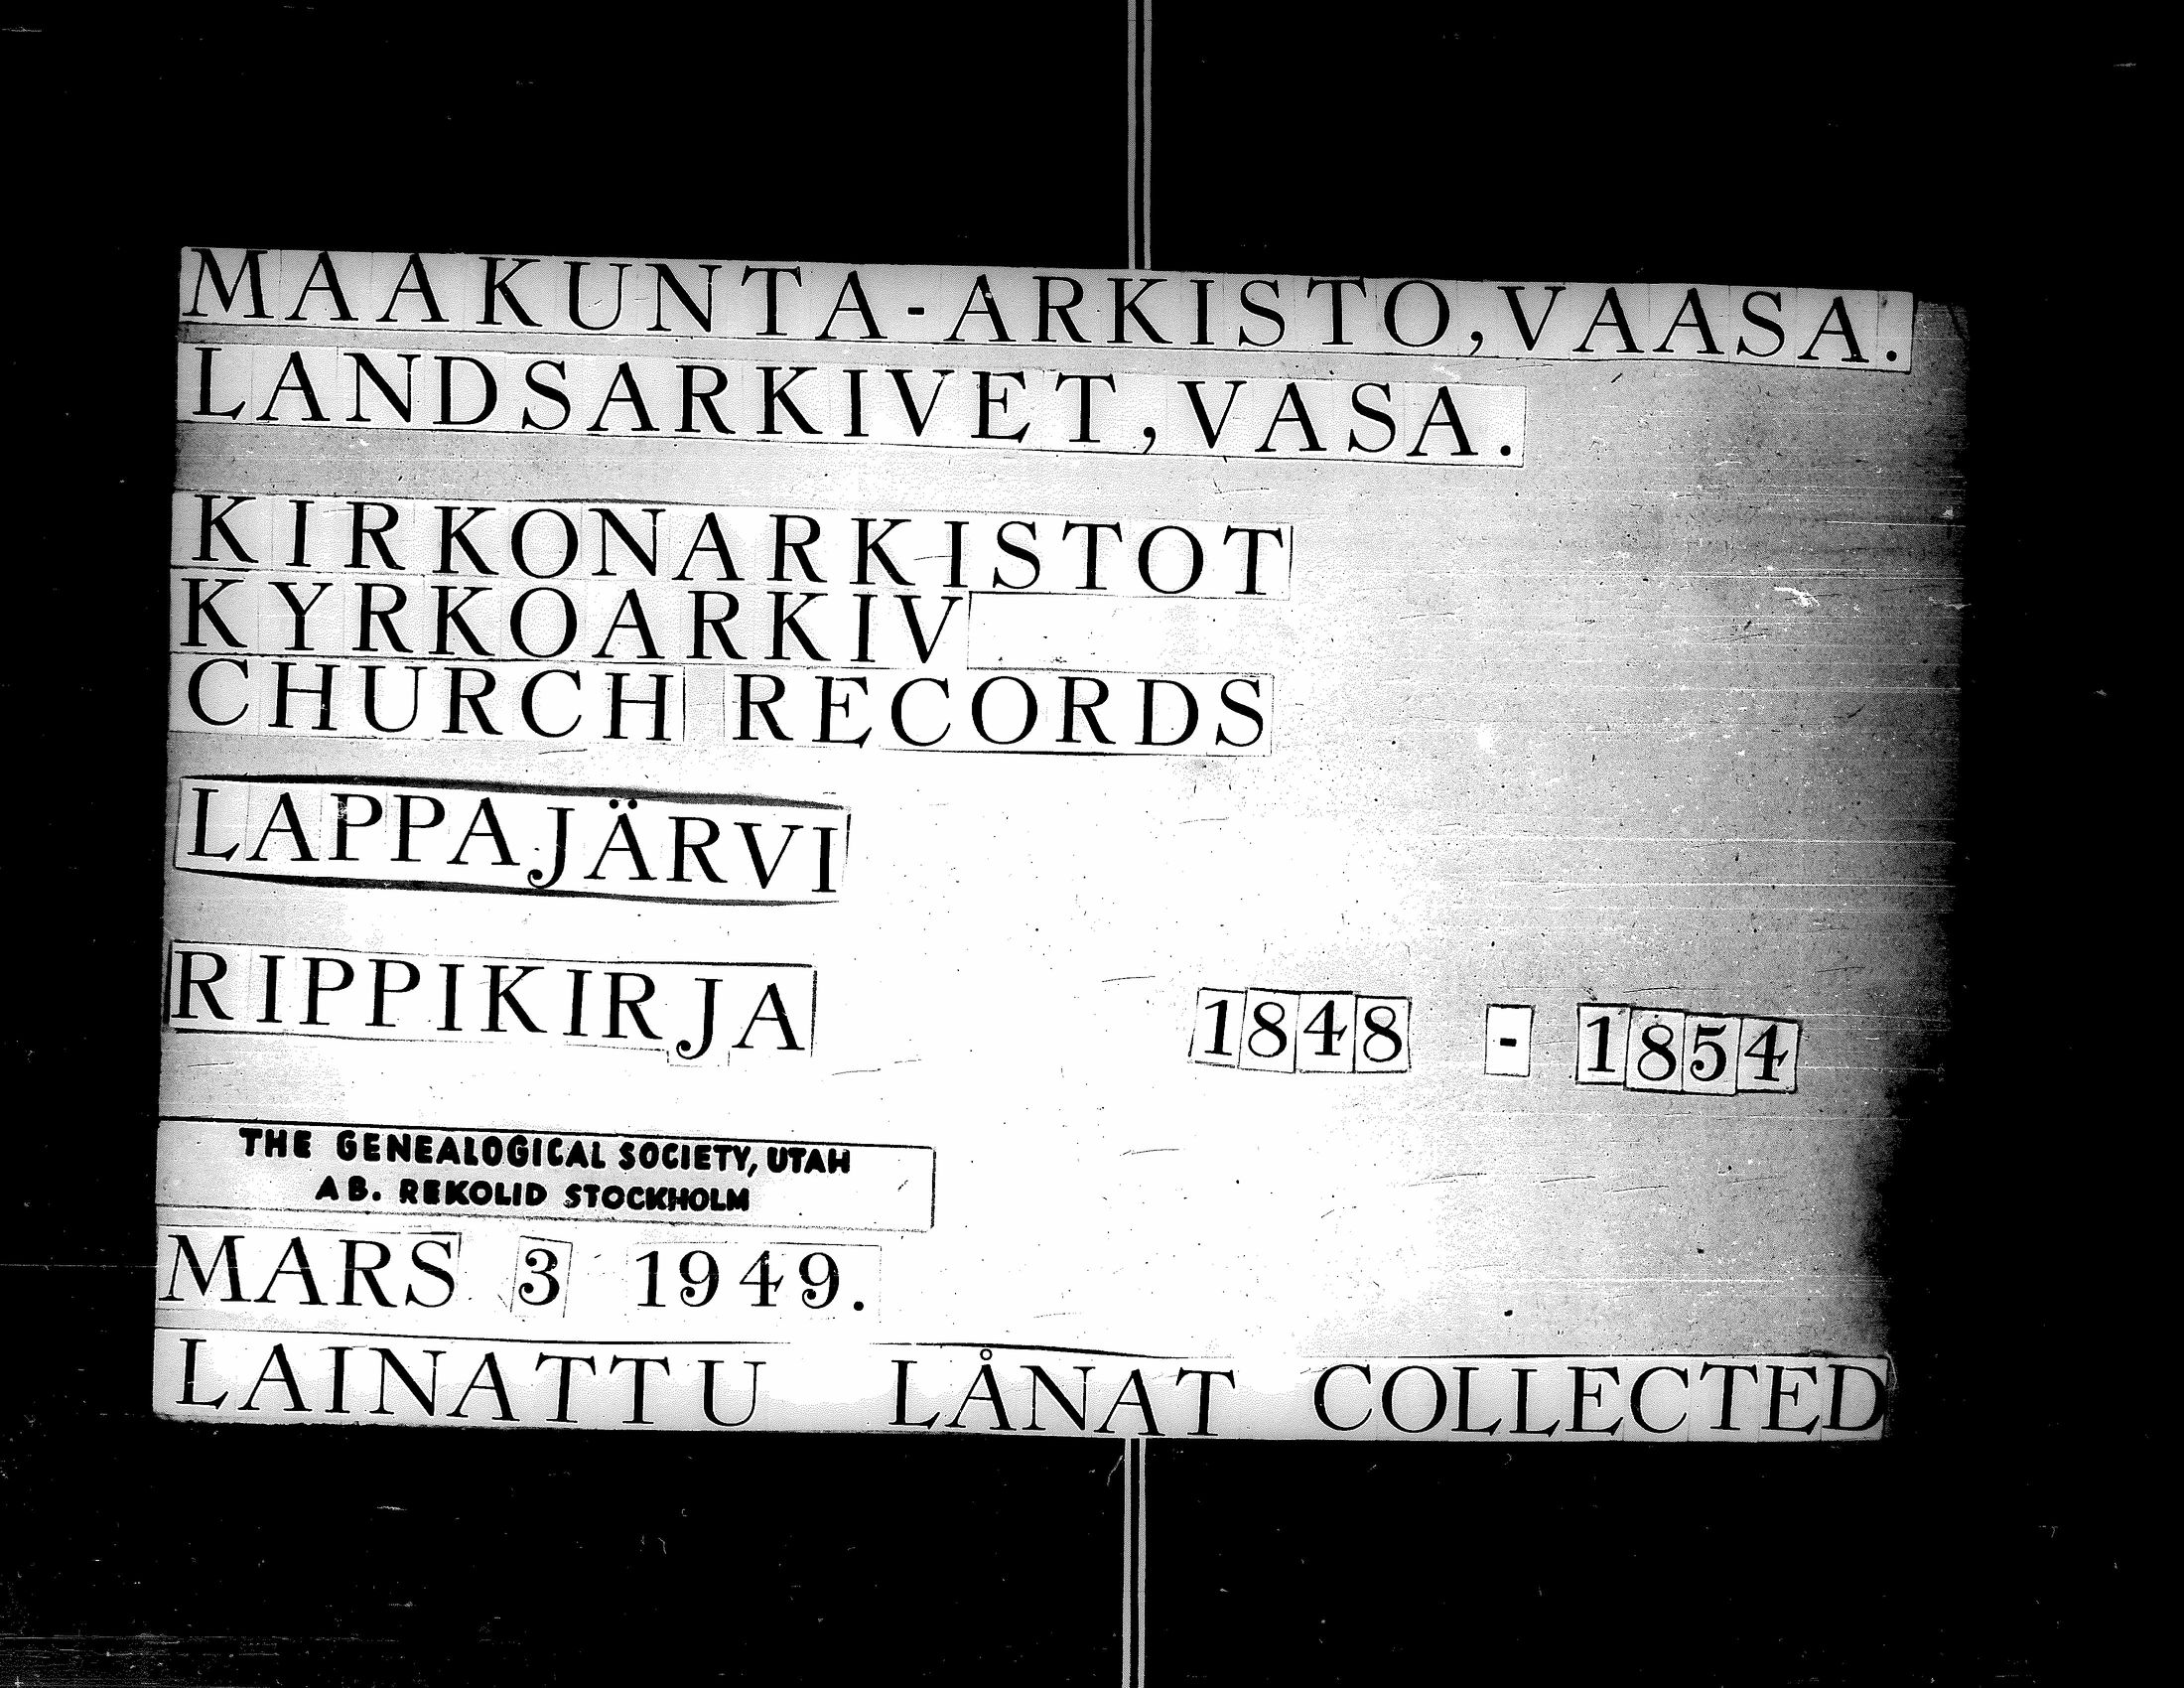 MAAKUNTA-ARKISTO,VAASA.
LANDSARKIVET,VASA.
KIRKONARKISTOT
KYRKOARKIV
CHURCH RECORDS
LAPPAJÄRVI
RIPPIKIRJA 1848 - 1854
THE GENEALOGICAL SOCIETY, UTAH
AB. REKOLID STOCKHOLM
MARS 3 1949.
LAINATTU LÅNAT COLLECTED